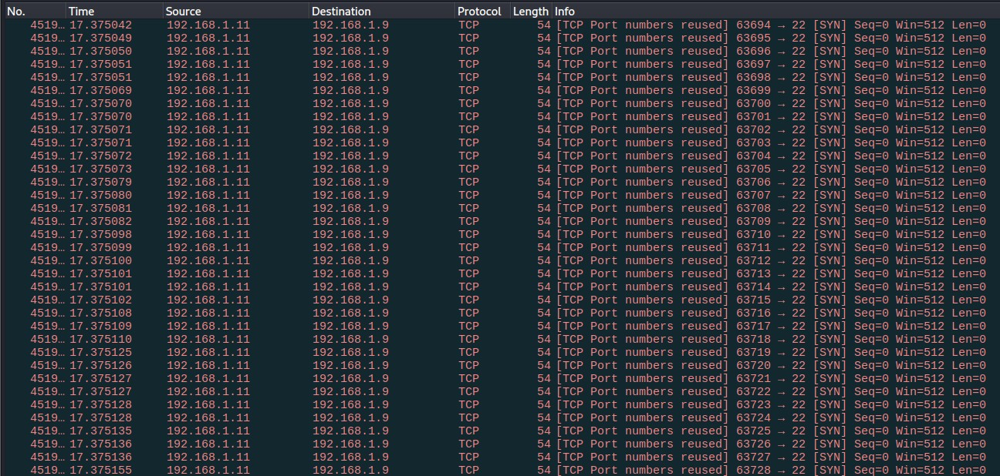 No. Time Source Destination Protocol Length Info
4519… 17.375042 192.168.1.11 192.168.1.9 TCP 54 [TCP Port numbers reused] 63694 → 22 [SYN] Seq=0 Win=512 Len=0
4519… 17.375049 192.168.1.11 192.168.1.9 TCP 54 [TCP Port numbers reused] 63695 → 22 [SYN] Seq=0 Win=512 Len=0
4519… 17.375050 192.168.1.11 192.168.1.9 TCP 54 [TCP Port numbers reused] 63696 → 22 [SYN] Seq=0 Win=512 Len=0
4519… 17.375051 192.168.1.11 192.168.1.9 TCP 54 [TCP Port numbers reused] 63697 → 22 [SYN] Seq=0 Win=512 Len=0
4519… 17.375051 192.168.1.11 192.168.1.9 TCP 54 [TCP Port numbers reused] 63698 → 22 [SYN] Seq=0 Win=512 Len=0
4519… 17.375069 192.168.1.11 192.168.1.9 TCP 54 [TCP Port numbers reused] 63699 → 22 [SYN] Seq=0 Win=512 Len=0
4519… 17.375070 192.168.1.11 192.168.1.9 TCP 54 [TCP Port numbers reused] 63700 → 22 [SYN] Seq=0 Win=512 Len=0
4519… 17.375070 192.168.1.11 192.168.1.9 TCP 54 [TCP Port numbers reused] 63701 → 22 [SYN] Seq=0 Win=512 Len=0
4519… 17.375071 192.168.1.11 192.168.1.9 TCP 54 [TCP Port numbers reused] 63702 → 22 [SYN] Seq=0 Win=512 Len=0
4519… 17.375071 192.168.1.11 192.168.1.9 TCP 54 [TCP Port numbers reused] 63703 → 22 [SYN] Seq=0 Win=512 Len=0
4519… 17.375072 192.168.1.11 192.168.1.9 TCP 54 [TCP Port numbers reused] 63704 → 22 [SYN] Seq=0 Win=512 Len=0
4519… 17.375073 192.168.1.11 192.168.1.9 TCP 54 [TCP Port numbers reused] 63705 → 22 [SYN] Seq=0 Win=512 Len=0
4519… 17.375079 192.168.1.11 192.168.1.9 TCP 54 [TCP Port numbers reused] 63706 → 22 [SYN] Seq=0 Win=512 Len=0
4519… 17.375080 192.168.1.11 192.168.1.9 TCP 54 [TCP Port numbers reused] 63707 → 22 [SYN] Seq=0 Win=512 Len=0
4519… 17.375081 192.168.1.11 192.168.1.9 TCP 54 [TCP Port numbers reused] 63708 → 22 [SYN] Seq=0 Win=512 Len=0
4519… 17.375082 192.168.1.11 192.168.1.9 TCP 54 [TCP Port numbers reused] 63709 → 22 [SYN] Seq=0 Win=512 Len=0
4519… 17.375098 192.168.1.11 192.168.1.9 TCP 54 [TCP Port numbers reused] 63710 → 22 [SYN] Seq=0 Win=512 Len=0
4519… 17.375099 192.168.1.11 192.168.1.9 TCP 54 [TCP Port numbers reused] 63711 → 22 [SYN] Seq=0 Win=512 Len=0
4519… 17.375100 192.168.1.11 192.168.1.9 TCP 54 [TCP Port numbers reused] 63712 → 22 [SYN] Seq=0 Win=512 Len=0
4519… 17.375101 192.168.1.11 192.168.1.9 TCP 54 [TCP Port numbers reused] 63713 → 22 [SYN] Seq=0 Win=512 Len=0
4519… 17.375101 192.168.1.11 192.168.1.9 TCP 54 [TCP Port numbers reused] 63714 → 22 [SYN] Seq=0 Win=512 Len=0
4519… 17.375102 192.168.1.11 192.168.1.9 TCP 54 [TCP Port numbers reused] 63715 → 22 [SYN] Seq=0 Win=512 Len=0
4519… 17.375108 192.168.1.11 192.168.1.9 TCP 54 [TCP Port numbers reused] 63716 → 22 [SYN] Seq=0 Win=512 Len=0
4519… 17.375109 192.168.1.11 192.168.1.9 TCP 54 [TCP Port numbers reused] 63717 → 22 [SYN] Seq=0 Win=512 Len=0
4519… 17.375110 192.168.1.11 192.168.1.9 TCP 54 [TCP Port numbers reused] 63718 → 22 [SYN] Seq=0 Win=512 Len=0
4519… 17.375125 192.168.1.11 192.168.1.9 TCP 54 [TCP Port numbers reused] 63719 → 22 [SYN] Seq=0 Win=512 Len=0
4519… 17.375126 192.168.1.11 192.168.1.9 TCP 54 [TCP Port numbers reused] 63720 → 22 [SYN] Seq=0 Win=512 Len=0
4519… 17.375127 192.168.1.11 192.168.1.9 TCP 54 [TCP Port numbers reused] 63721 → 22 [SYN] Seq=0 Win=512 Len=0
4519… 17.375127 192.168.1.11 192.168.1.9 TCP 54 [TCP Port numbers reused] 63722 → 22 [SYN] Seq=0 Win=512 Len=0
4519… 17.375128 192.168.1.11 192.168.1.9 TCP 54 [TCP Port numbers reused] 63723 → 22 [SYN] Seq=0 Win=512 Len=0
4519… 17.375128 192.168.1.11 192.168.1.9 TCP 54 [TCP Port numbers reused] 63724 → 22 [SYN] Seq=0 Win=512 Len=0
4519… 17.375135 192.168.1.11 192.168.1.9 TCP 54 [TCP Port numbers reused] 63725 → 22 [SYN] Seq=0 Win=512 Len=0
4519… 17.375136 192.168.1.11 192.168.1.9 TCP 54 [TCP Port numbers reused] 63726 → 22 [SYN] Seq=0 Win=512 Len=0
4519… 17.375136 192.168.1.11 192.168.1.9 TCP 54 [TCP Port numbers reused] 63727 → 22 [SYN] Seq=0 Win=512 Len=0
4519… 17.375155 192.168.1.11 192.168.1.9 TCP 54 [TCP Port numbers reused] 63728 → 22 [SYN] Seq=0 Win=512 Len=0